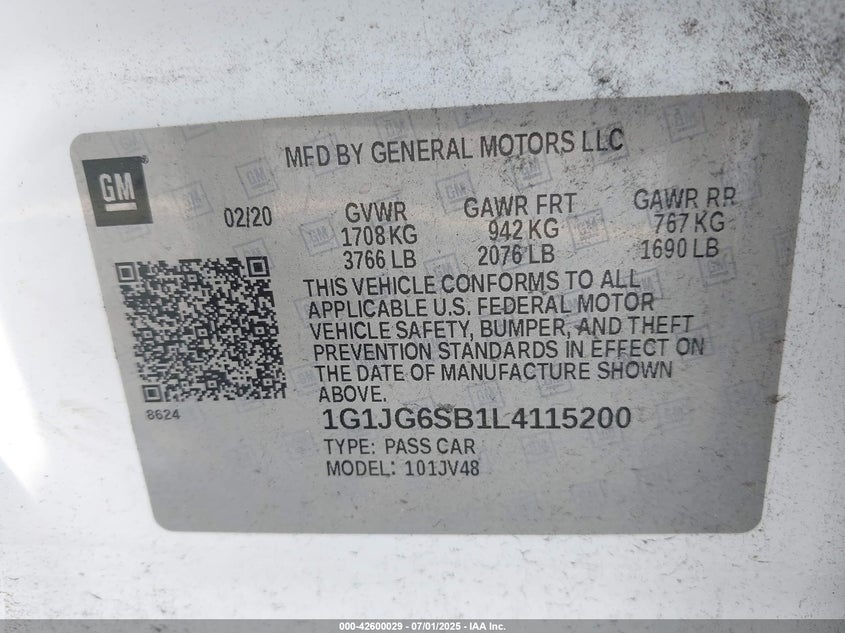 MFD BY GENERAL MOTORS LLC
GM
02/20 GVWR GAWR FRT GAWR RR
1708 KG 942 KG 767 KG
3766 LB 2076 LB 1690 LB
THIS VEHICLE CONFORMS TO ALL
APPLICABLE U.S. FEDERAL MOTOR
VEHICLE SAFETY, BUMPER, AND THEFT
PREVENTION STANDARDS IN EFFECT ON
THE DATE OF MANUFACTURE SHOWN
ABOVE.
8624
1G1JG6SB1L4115200
TYPE: PASS CAR
MODEL: 101JV48
000-42600029 - 07/01/2025 - IAA Inc.